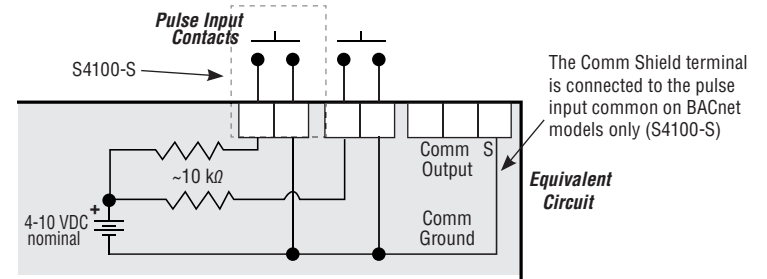 Pulse Input
Contacts
S4100-S
The Comm Shield terminal
is connected to the pulse
input common on BACnet
models only (S4100-S)
Comm S
Output
~10 kΩ
Equivalent
Circuit
+
4-10 VDC
nominal
Comm
Ground